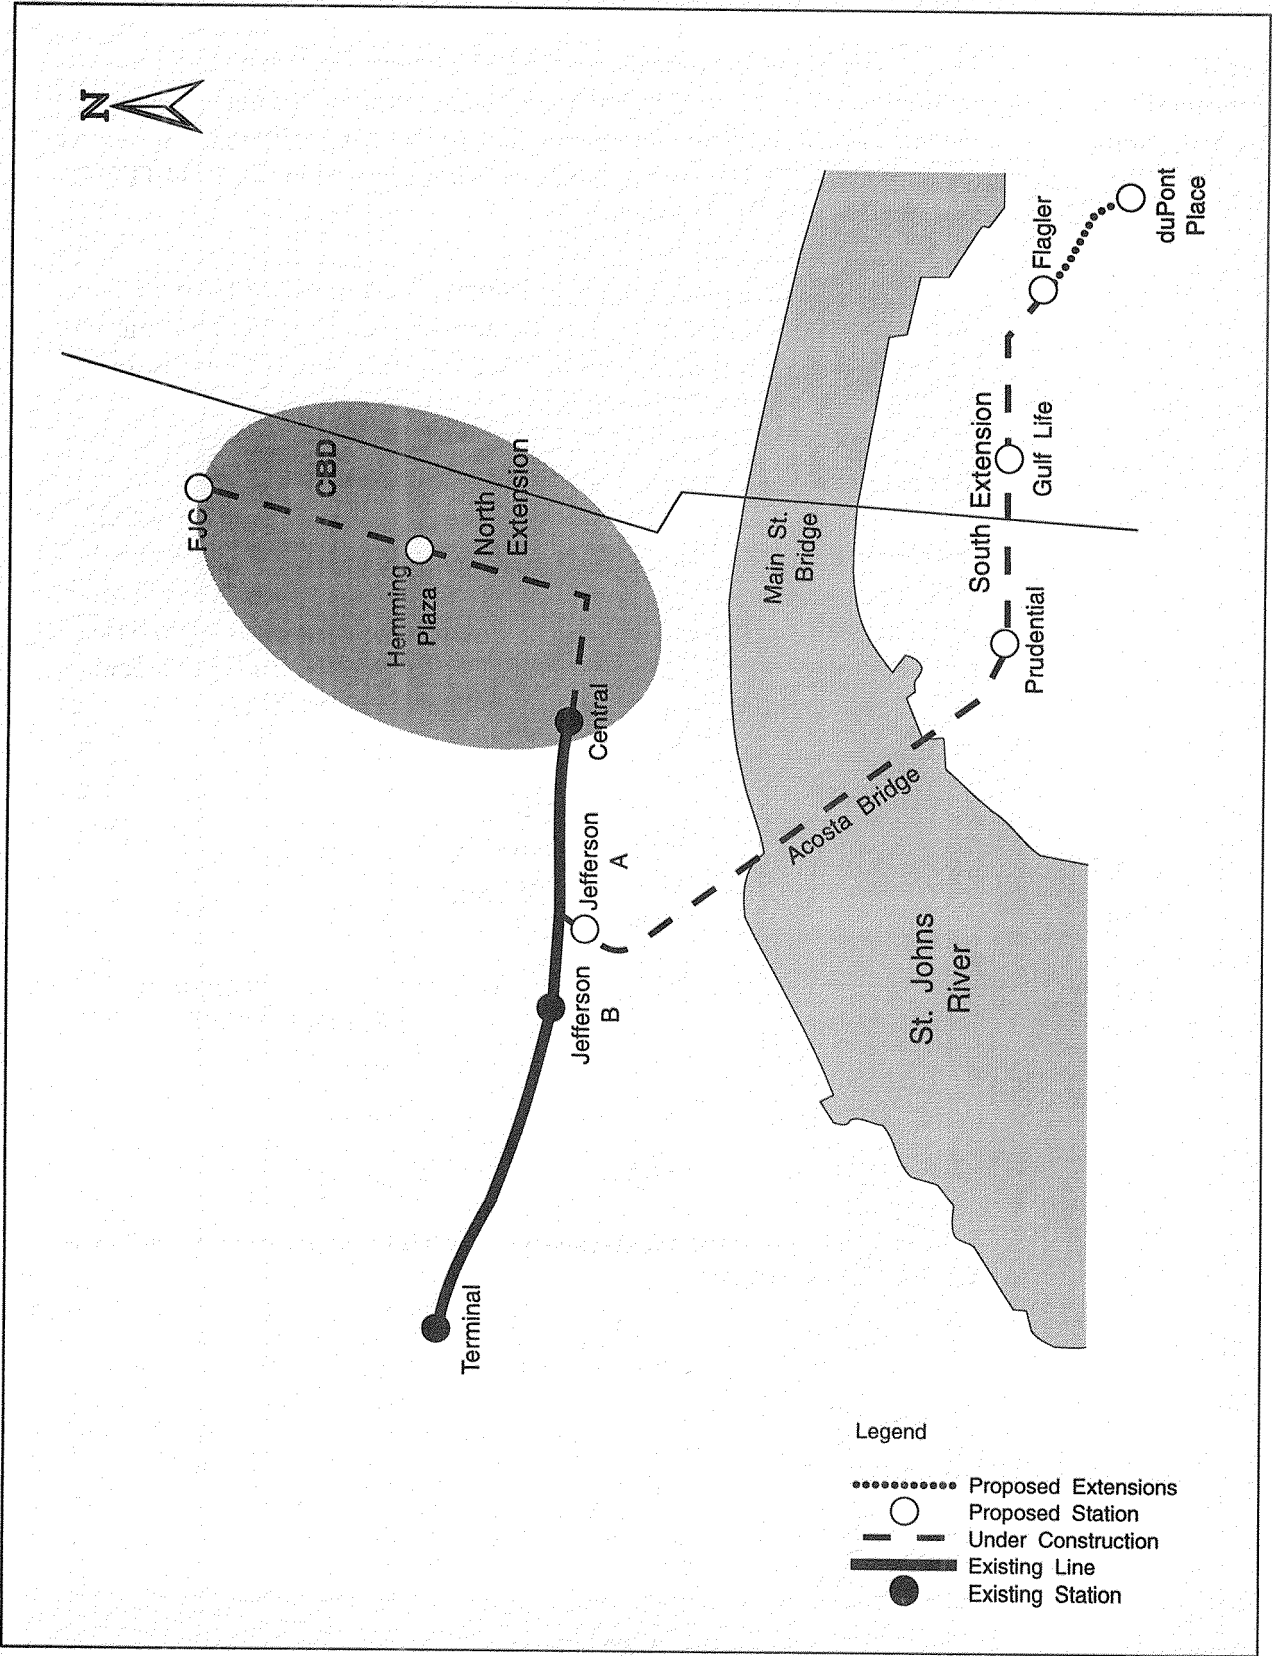 N
FJC
CBD
Hemming
Plaza
North
Extension
Central
Jefferson
A
Jefferson
B
Terminal
Main St.
Bridge
Acosta Bridge
St. Johns
River
South Extension
Prudential
Gulf Life
Flagler
duPont
Place
Legend
Proposed Extensions
Proposed Station
Under Construction
Existing Line
Existing Station